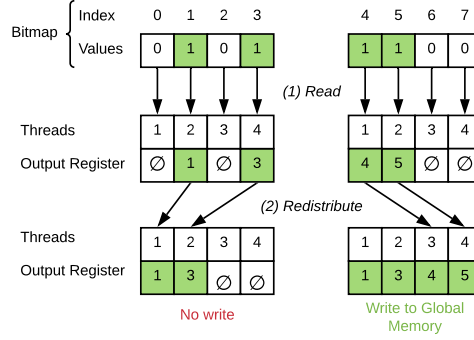 Bitmap
Index 0 1 2 3 4 5 6 7
Values 0 1 0 1 1 1 0 0
(1) Read
Threads 1 2 3 4 1 2 3 4
Output Register ∅ 1 ∅ 3 4 5 ∅ ∅
(2) Redistribute
Threads 1 2 3 4 1 2 3 4
Output Register 1 3 ∅ ∅ 1 3 4 5
No write
Write to Global
Memory